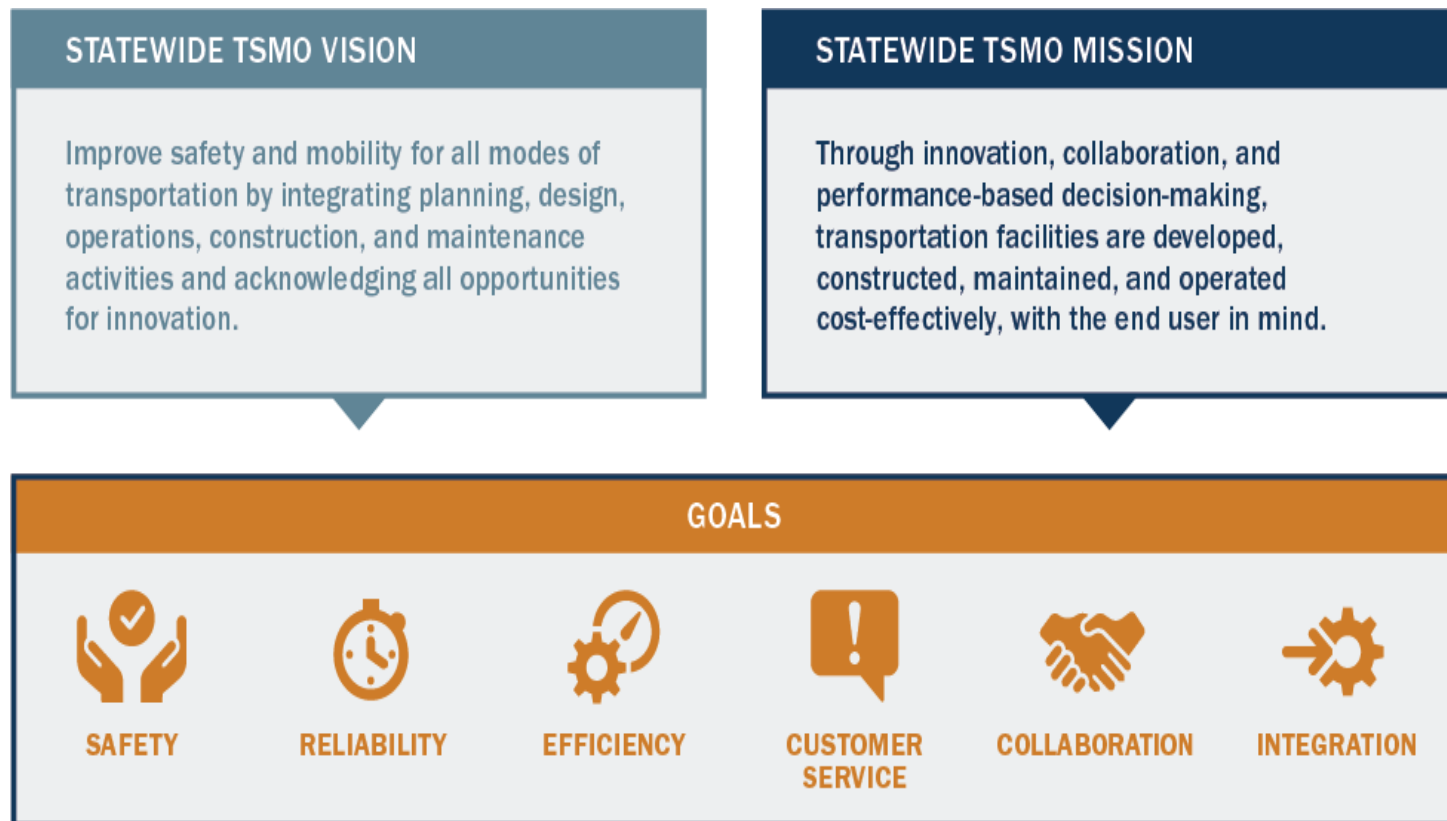 STATEWIDE TSMO VISION
Improve safety and mobility for all modes of
transportation by integrating planning, design,
operations, construction, and maintenance
activities and acknowledging all opportunities
for innovation.
STATEWIDE TSMO MISSION
Through innovation, collaboration, and
performance-based decision-making,
transportation facilities are developed,
constructed, maintained, and operated
cost-effectively, with the end user in mind.
GOALS
SAFETY
RELIABILITY
EFFICIENCY
CUSTOMER
SERVICE
COLLABORATION
INTEGRATION